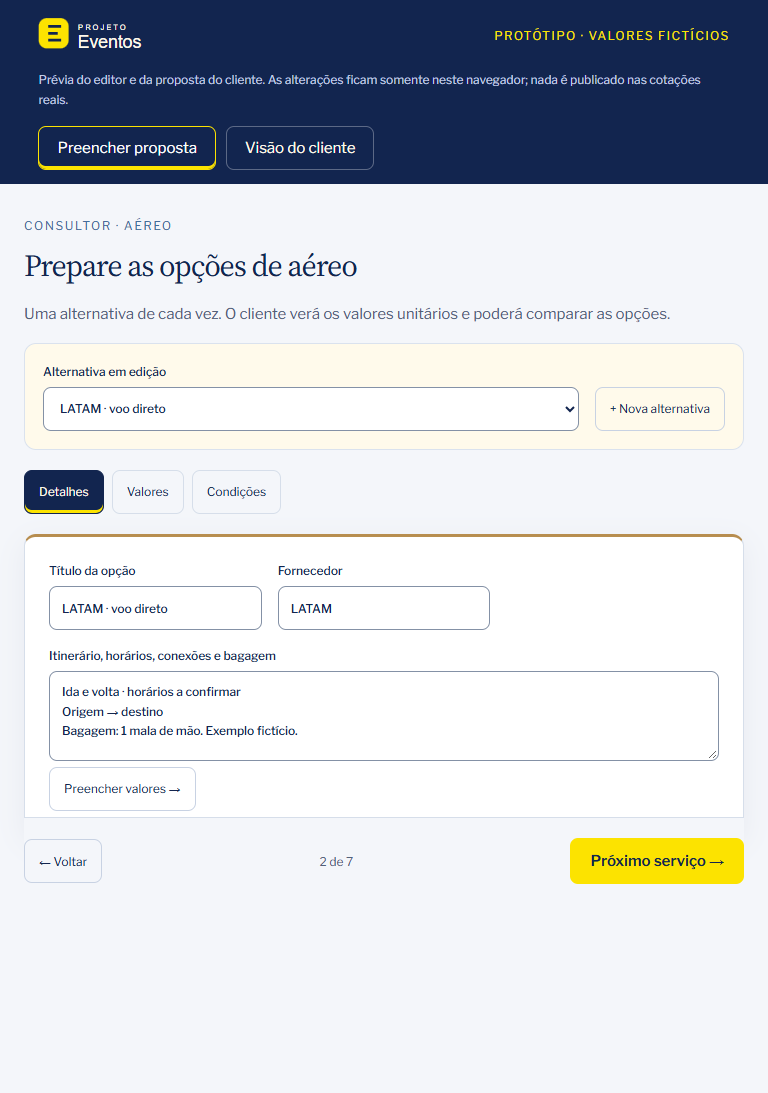 PROJETO
Eventos
PROTÓTIPO · VALORES FICTÍCIOS
Prévia do editor e da proposta do cliente. As alterações ficam somente neste navegador; nada é publicado nas cotações
reais.
Preencher proposta
Visão do cliente
CONSULTOR · AÉREO
Prepare as opções de aéreo
Uma alternativa de cada vez. O cliente verá os valores unitários e poderá comparar as opções.
Alternativa em edição
LATAM · voo direto
+ Nova alternativa
Detalhes
Valores
Condições
Título da opção
Fornecedor
LATAM · voo direto
LATAM
Itinerário, horários, conexões e bagagem
Ida e volta · horários a confirmar
Origem → destino
Bagagem: 1 mala de mão. Exemplo fictício.
Preencher valores →
← Voltar
2 de 7
Próximo serviço →